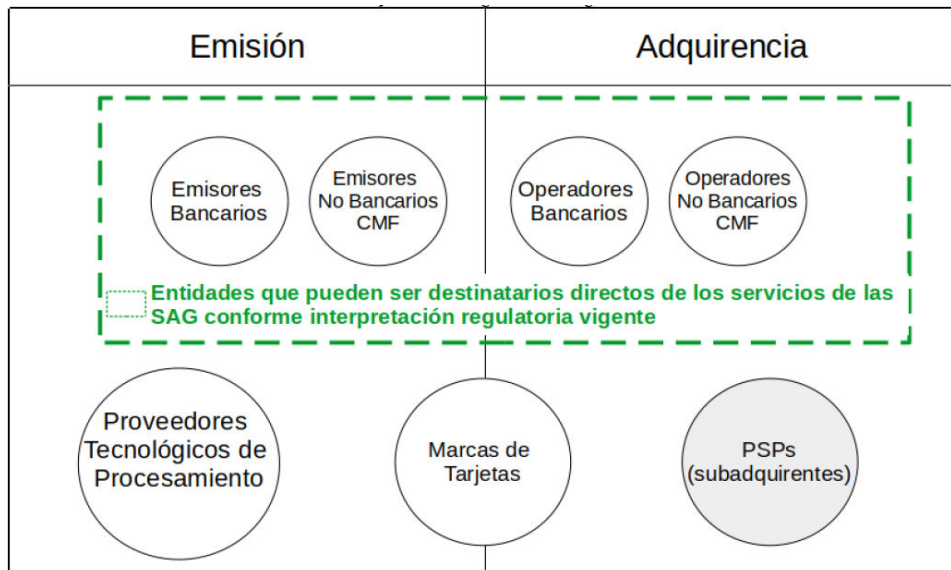 Emisión
Adquirencia
Emisores
Bancarios
Emisores
No Bancarios
CMF
Operadores
Bancarios
Operadores
No Bancarios
CMF
Entidades que pueden ser destinatarios directos de los servicios de las
SAG conforme interpretación regulatoria vigente
Proveedores
Tecnológicos de
Procesamiento
Marcas de
Tarjetas
PSPs
(subadquirentes)